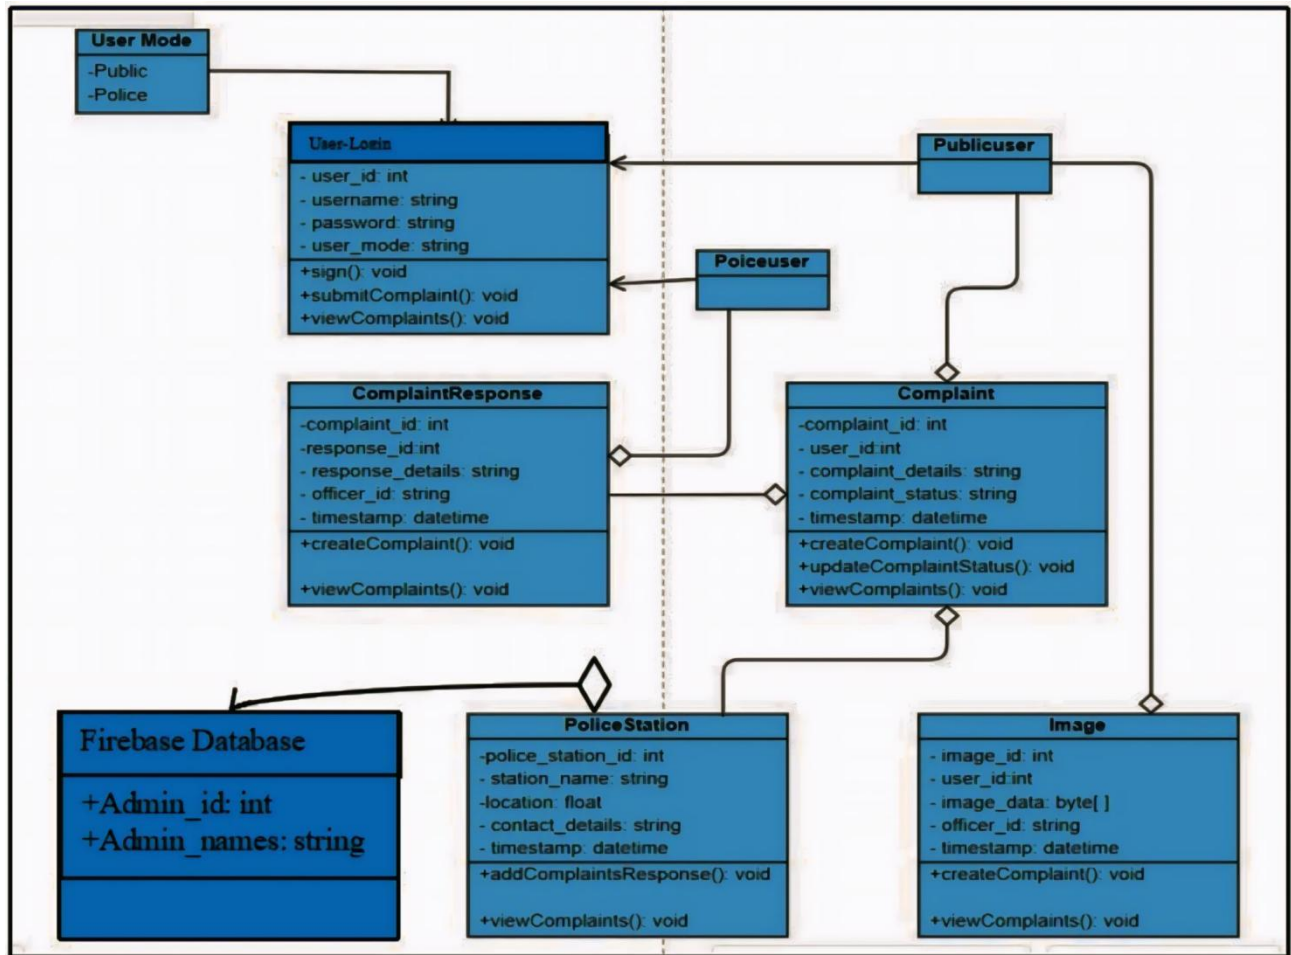 User Mode
-Public
-Police
User-Login
- user_id: int
- username: string
- password: string
- user_mode: string
+sign(): void
+submitComplaint(): void
+viewComplaints(): void
Publicuser
Poiceuser
ComplaintResponse
-complaint_id: int
-response_id:int
- response_details: string
- officer_id: string
- timestamp: datetime
+createComplaint(): void
+viewComplaints(): void
Complaint
-complaint_id: int
- user_id:int
- complaint_details: string
- complaint_status: string
- timestamp: datetime
+createComplaint(): void
+updateComplaintStatus(): void
+viewComplaints(): void
Firebase Database
+Admin_id: int
+Admin_names: string
PoliceStation
-police_station_id: int
- station_name: string
-location: float
- contact_details: string
- timestamp: datetime
+addComplaintsResponse(): void
+viewComplaints(): void
Image
- image_id: int
- user_id:int
- image_data: byte[ ]
- officer_id: string
- timestamp: datetime
+createComplaint(): void
+viewComplaints(): void